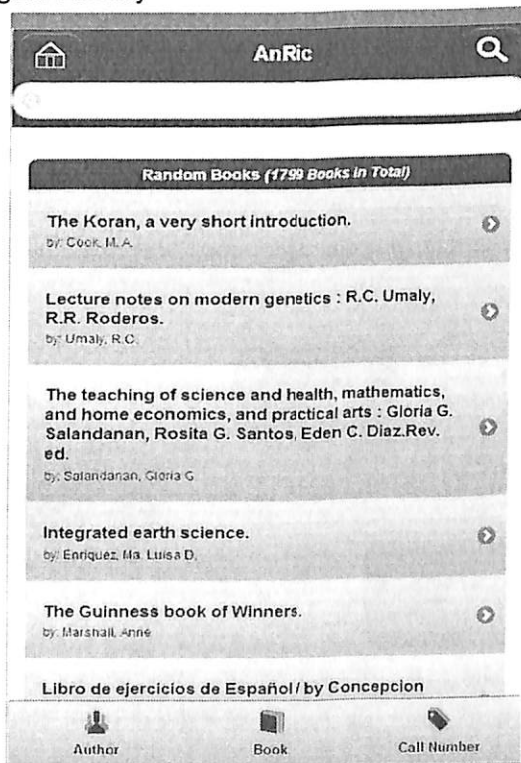 AnRic
Random Books (1799 Books in Total)
The Koran, a very short introduction.
by: Cook, M. A.
Lecture notes on modern genetics : R.C. Umaly,
R.R. Roderos.
by: Umaly, R.C.
The teaching of science and health, mathematics,
and home economics, and practical arts : Gloria G.
Salandanan, Rosita G. Santos, Eden C. Diaz.Rev.
ed.
by: Salandanan, Gloria G.
Integrated earth science.
by: Enriquez, Ma. Luisa D.
The Guinness book of Winners.
by: Marshall, Anne
Libro de ejercicios de Español/ by Concepcion
Author
Book
Call Number